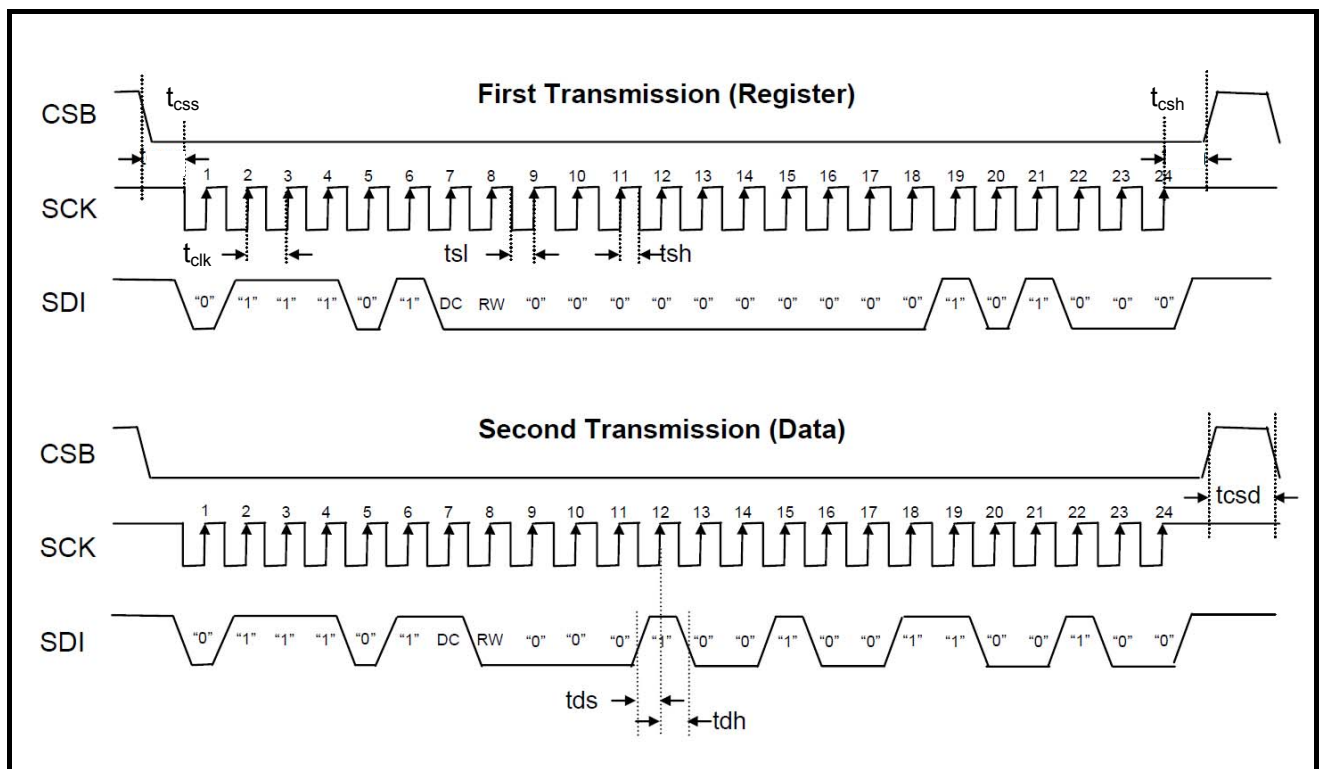 First Transmission (Register)
CSB
t_css
t_csh
1 2 3 4 5 6 7 8 9 10 11 12 13 14 15 16 17 18 19 20 21 22 23 24
SCK
t_clk
tsl
tsh
SDI
“0” “1” “1” “1” “0” “1” DC RW “0” “0” “0” “0” “0” “0” “0” “0” “0” “0” “1” “0” “1” “0” “0” “0”
Second Transmission (Data)
CSB
tcsd
1 2 3 4 5 6 7 8 9 10 11 12 13 14 15 16 17 18 19 20 21 22 23 24
SCK
SDI
“0” “1” “1” “1” “0” “1” DC RW “0” “0” “0” “1” “0” “0” “1” “0” “0” “1” “1” “0” “0” “1” “0” “0”
tds
tdh